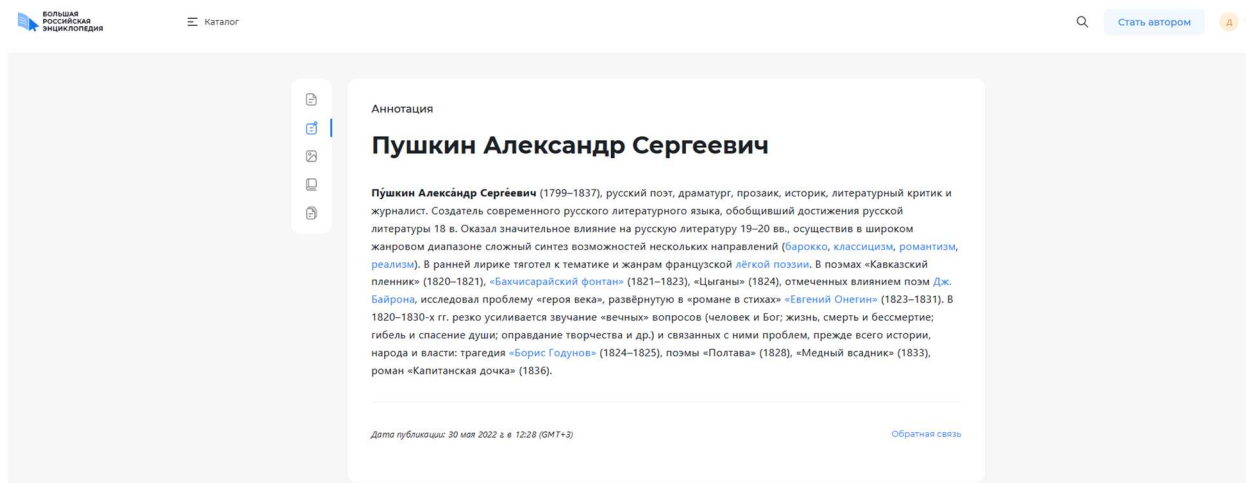 БОЛЬШАЯ
РОССИЙСКАЯ
ЭНЦИКЛОПЕДИЯ
Каталог
Стать автором
Д
Аннотация
Пушкин Александр Сергеевич
Пу́шкин Алекса́ндр Серге́евич (1799–1837), русский поэт, драматург, прозаик, историк, литературный критик и
журналист. Создатель современного русского литературного языка, обобщивший достижения русской
литературы 18 в. Оказал значительное влияние на русскую литературу 19–20 вв., осуществив в широком
жанровом диапазоне сложный синтез возможностей нескольких направлений (барокко, классицизм, романтизм,
реализм). В ранней лирике тяготел к тематике и жанрам французской лёгкой поэзии. В поэмах «Кавказский
пленник» (1820–1821), «Бахчисарайский фонтан» (1821–1823), «Цыганы» (1824), отмеченных влиянием поэм Дж.
Байрона, исследовал проблему «героя века», развёрнутую в «романе в стихах» «Евгений Онегин» (1823–1831). В
1820–1830-х гг. резко усиливается звучание «вечных» вопросов (человек и Бог; жизнь, смерть и бессмертие;
гибель и спасение души; оправдание творчества и др.) и связанных с ними проблем, прежде всего истории,
народа и власти: трагедия «Борис Годунов» (1824–1825), поэмы «Полтава» (1828), «Медный всадник» (1833),
роман «Капитанская дочка» (1836).
Дата публикации: 30 мая 2022 г. в 12:28 (GMT+3)
Обратная связь